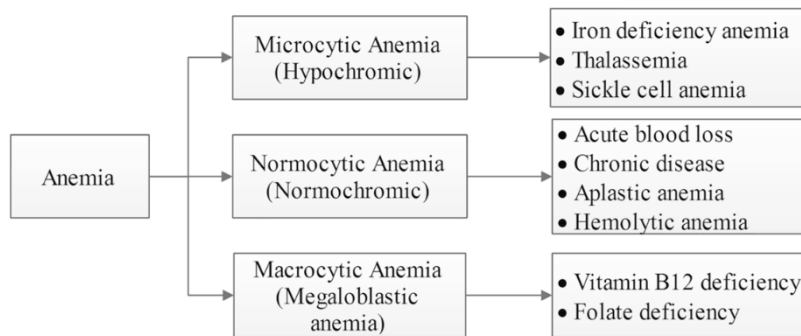 Anemia
Microcytic Anemia
(Hypochromic)
• Iron deficiency anemia
• Thalassemia
• Sickle cell anemia
Normocytic Anemia
(Normochromic)
• Acute blood loss
• Chronic disease
• Aplastic anemia
• Hemolytic anemia
Macrocytic Anemia
(Megaloblastic
anemia)
• Vitamin B12 deficiency
• Folate deficiency